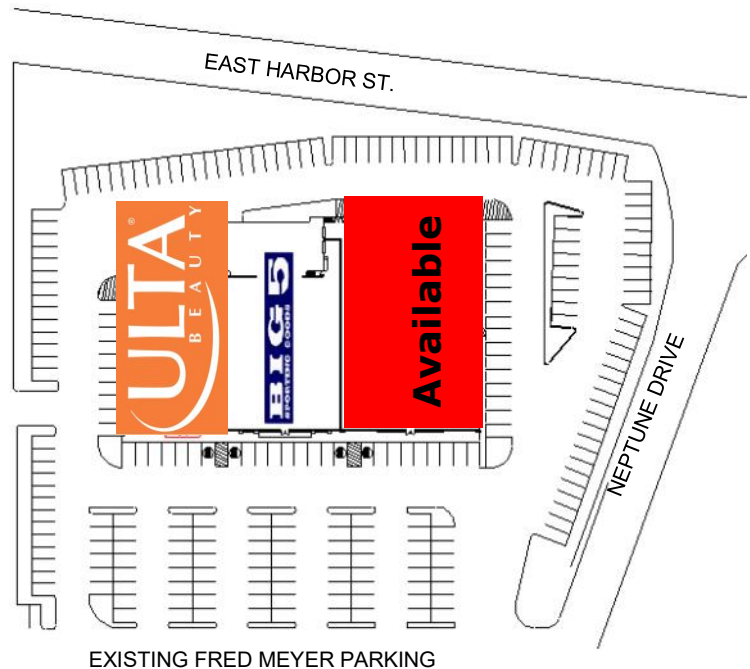 EAST HARBOR ST.
ULTA®
BEAUTY
BIG 5
SPORTING GOODS
Available
NEPTUNE DRIVE
EXISTING FRED MEYER PARKING